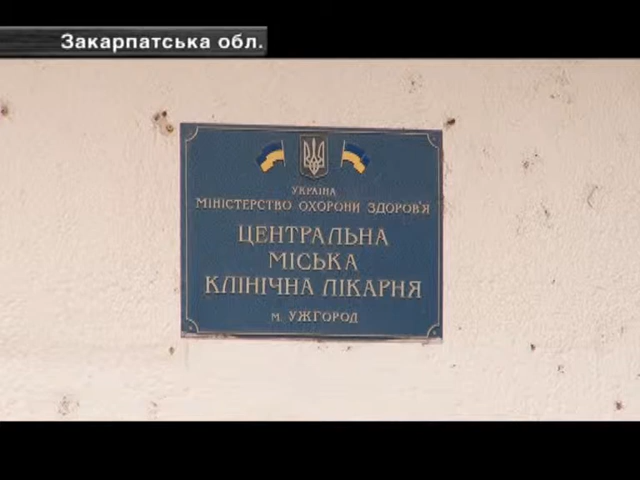 Закарпатська обл.
УКРАЇНА
МІНІСТЕРСТВО ОХОРОНИ ЗДОРОВ'Я
ЦЕНТРАЛЬНА
МІСЬКА
КЛІНІЧНА ЛІКАРНЯ
м. УЖГОРОД